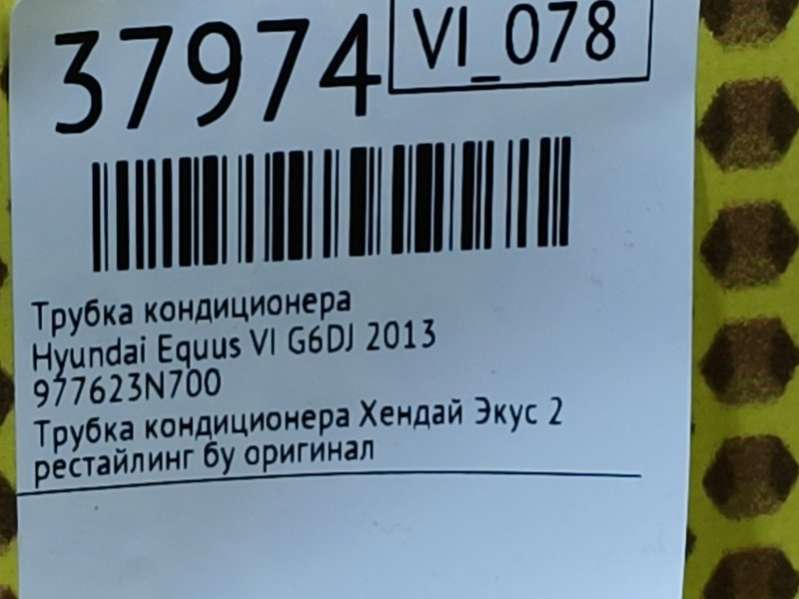 37974
VI_078
Трубка кондиционера
Hyundai Equus VI G6DJ 2013
977623N700
Трубка кондиционера Хендай Экус 2
рестайлинг бу оригинал